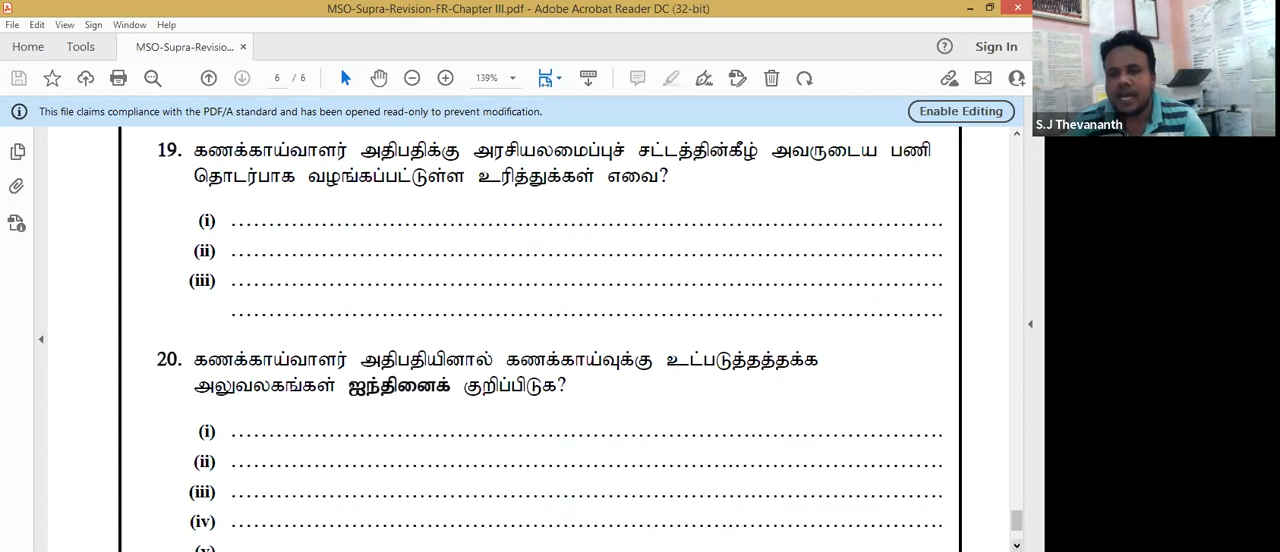 MSO-Supra-Revision-FR-Chapter III.pdf - Adobe Acrobat Reader DC (32-bit)
File Edit View Sign Window Help
Home Tools MSO-Supra-Revisio... × Sign In
6 / 6 139%
This file claims compliance with the PDF/A standard and has been opened read-only to prevent modification. Enable Editing
S.J Thevananth
19. கணக்காய்வாளர் அதிபதிக்கு அரசியலமைப்புச் சட்டத்தின்கீழ் அவருடைய பணி
தொடர்பாக வழங்கப்பட்டுள்ள உரித்துக்கள் எவை?
(i) ................................................................................
(ii) ................................................................................
(iii) ................................................................................
................................................................................
20. கணக்காய்வாளர் அதிபதியினால் கணக்காய்வுக்கு உட்படுத்தத்தக்க
அலுவலகங்கள் ஐந்தினைக் குறிப்பிடுக?
(i) ................................................................................
(ii) ................................................................................
(iii) ................................................................................
(iv) ................................................................................